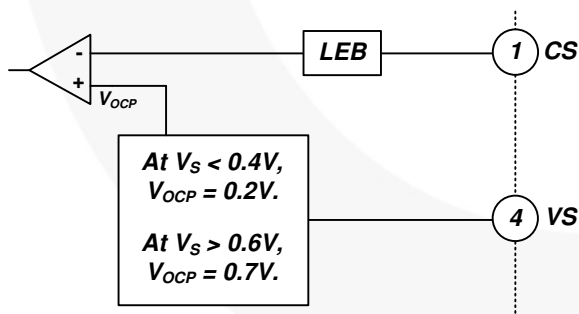 -
LEB
1 CS
+
V_OCP
At V_S < 0.4V,
V_OCP = 0.2V.
At V_S > 0.6V,
V_OCP = 0.7V.
4 VS